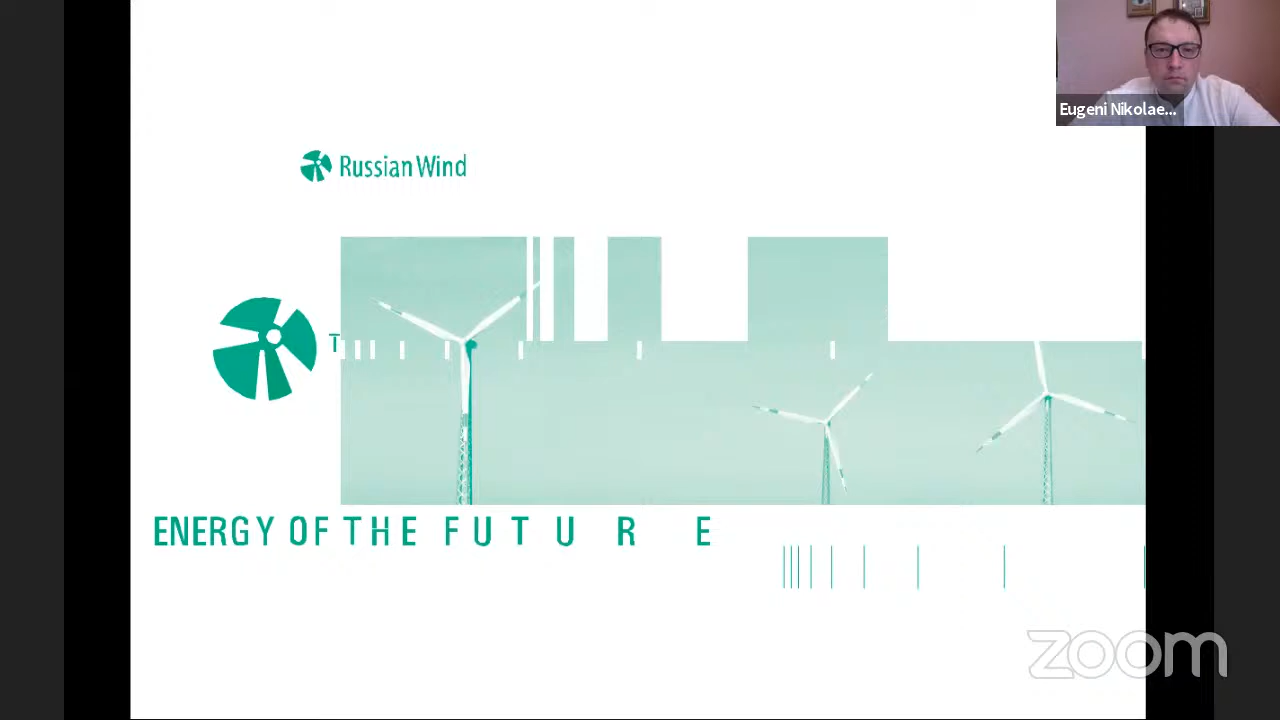 Eugeni Nikolae...
Russian Wind
T
ENERGY OF THE FUTURE
zoom